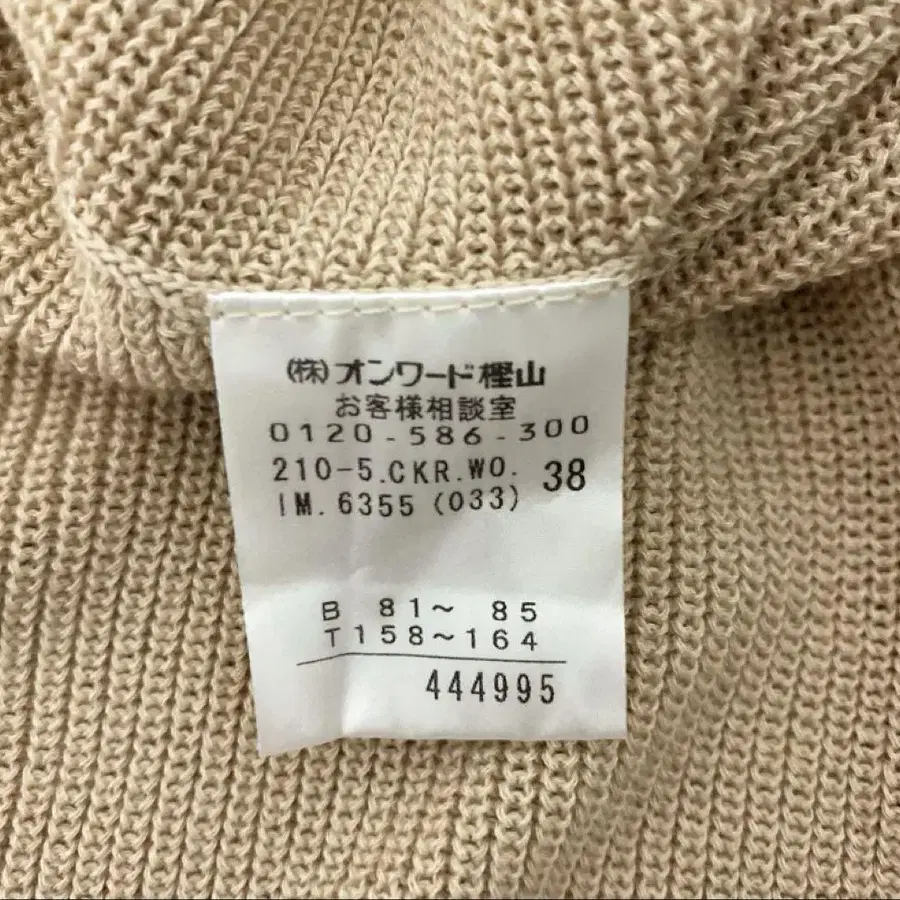 (株)オンワード樫山
お客様相談室
0120-586-300
210-5.CKR.WO. 38
IM.6355(033)
B 81~ 85
T158~164
444995